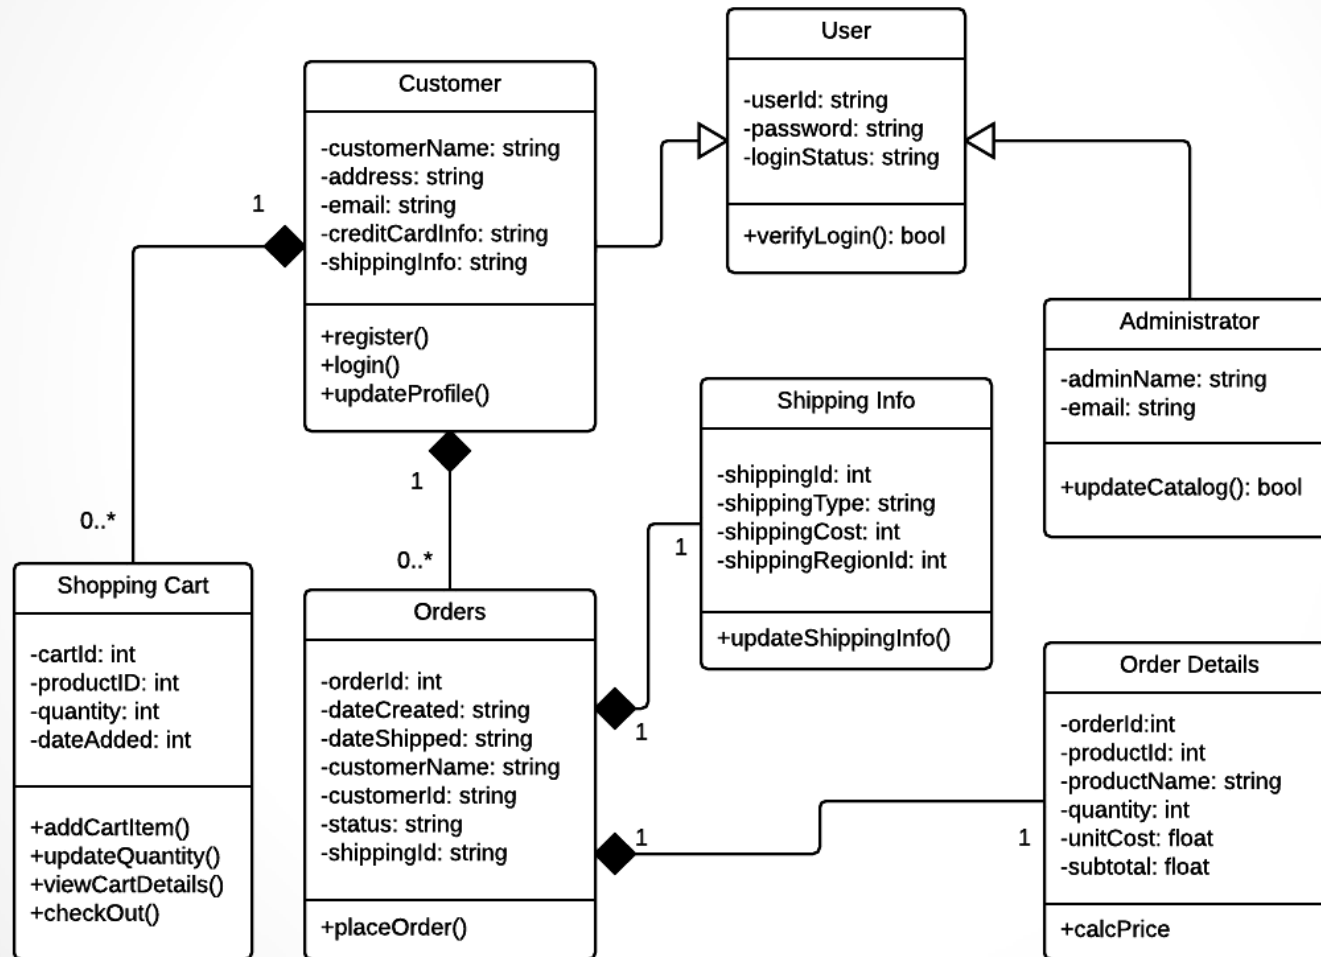 User
-userId: string
-password: string
-loginStatus: string
+verifyLogin(): bool
Customer
-customerName: string
-address: string
-email: string
-creditCardInfo: string
-shippingInfo: string
+register()
+login()
+updateProfile()
1
0..*
1
0..*
Administrator
-adminName: string
-email: string
+updateCatalog(): bool
Shipping Info
-shippingId: int
-shippingType: string
-shippingCost: int
-shippingRegionId: int
+updateShippingInfo()
1
1
Shopping Cart
-cartId: int
-productID: int
-quantity: int
-dateAdded: int
+addCartItem()
+updateQuantity()
+viewCartDetails()
+checkOut()
Orders
-orderId: int
-dateCreated: string
-dateShipped: string
-customerName: string
-customerId: string
-status: string
-shippingId: string
+placeOrder()
1
1
Order Details
-orderId:int
-productId: int
-productName: string
-quantity: int
-unitCost: float
-subtotal: float
+calcPrice